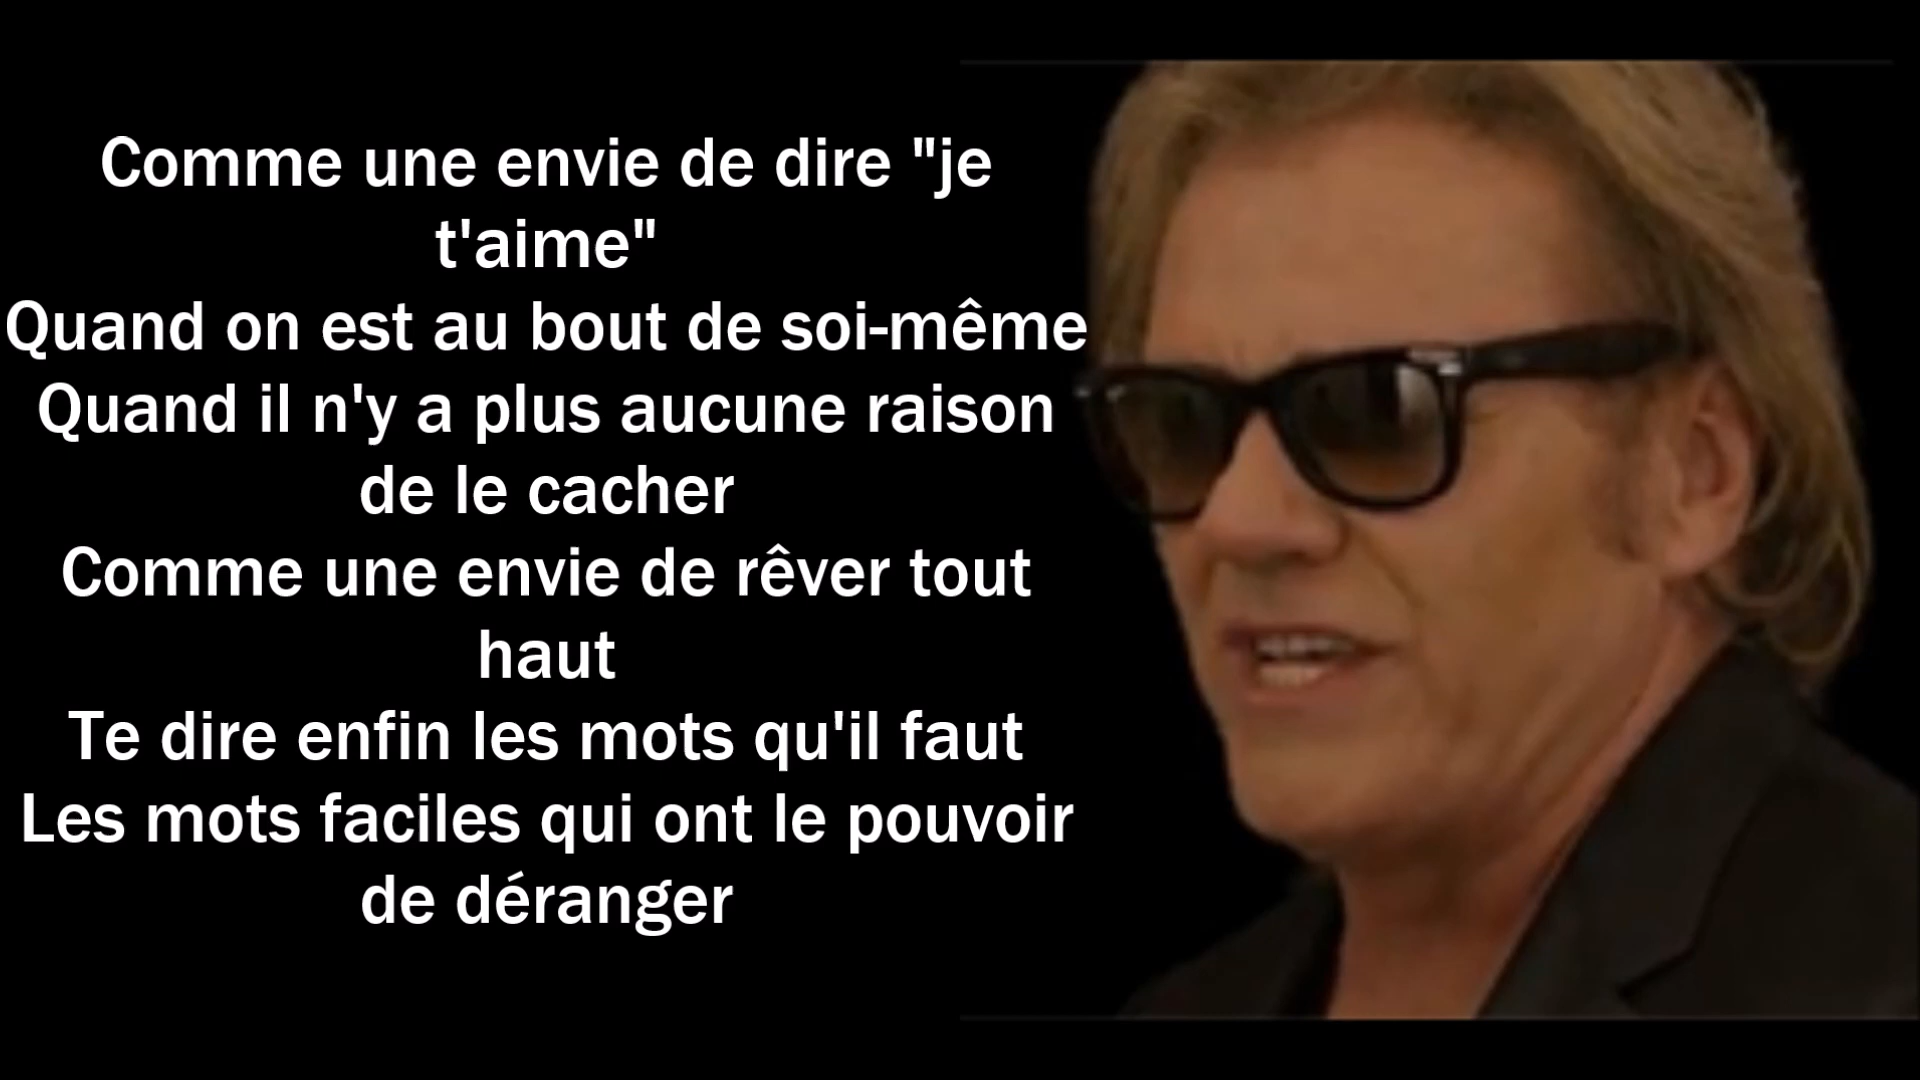 Comme une envie de dire "je
t'aime"
Quand on est au bout de soi-même
Quand il n'y a plus aucune raison
de le cacher
Comme une envie de rêver tout
haut
Te dire enfin les mots qu'il faut
Les mots faciles qui ont le pouvoir
de déranger